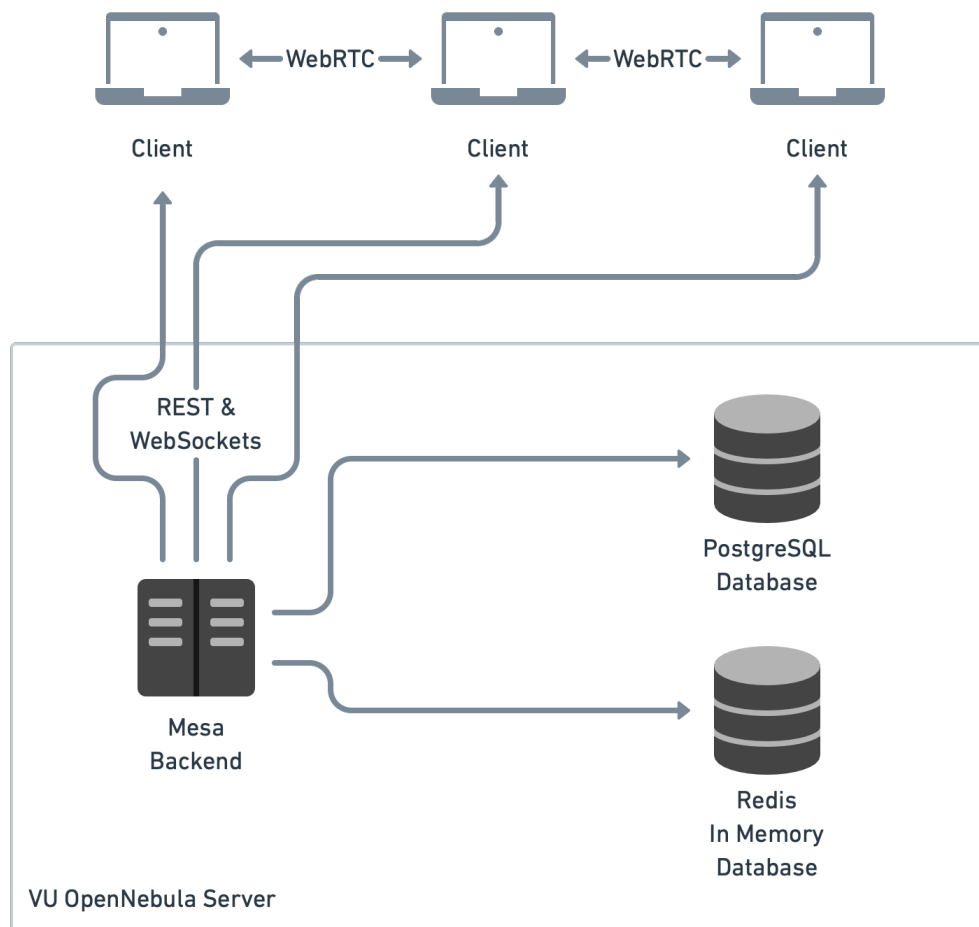 WebRTC
WebRTC
Client
Client
Client
REST &
WebSockets
PostgreSQL
Database
Mesa
Backend
Redis
In Memory
Database
VU OpenNebula Server